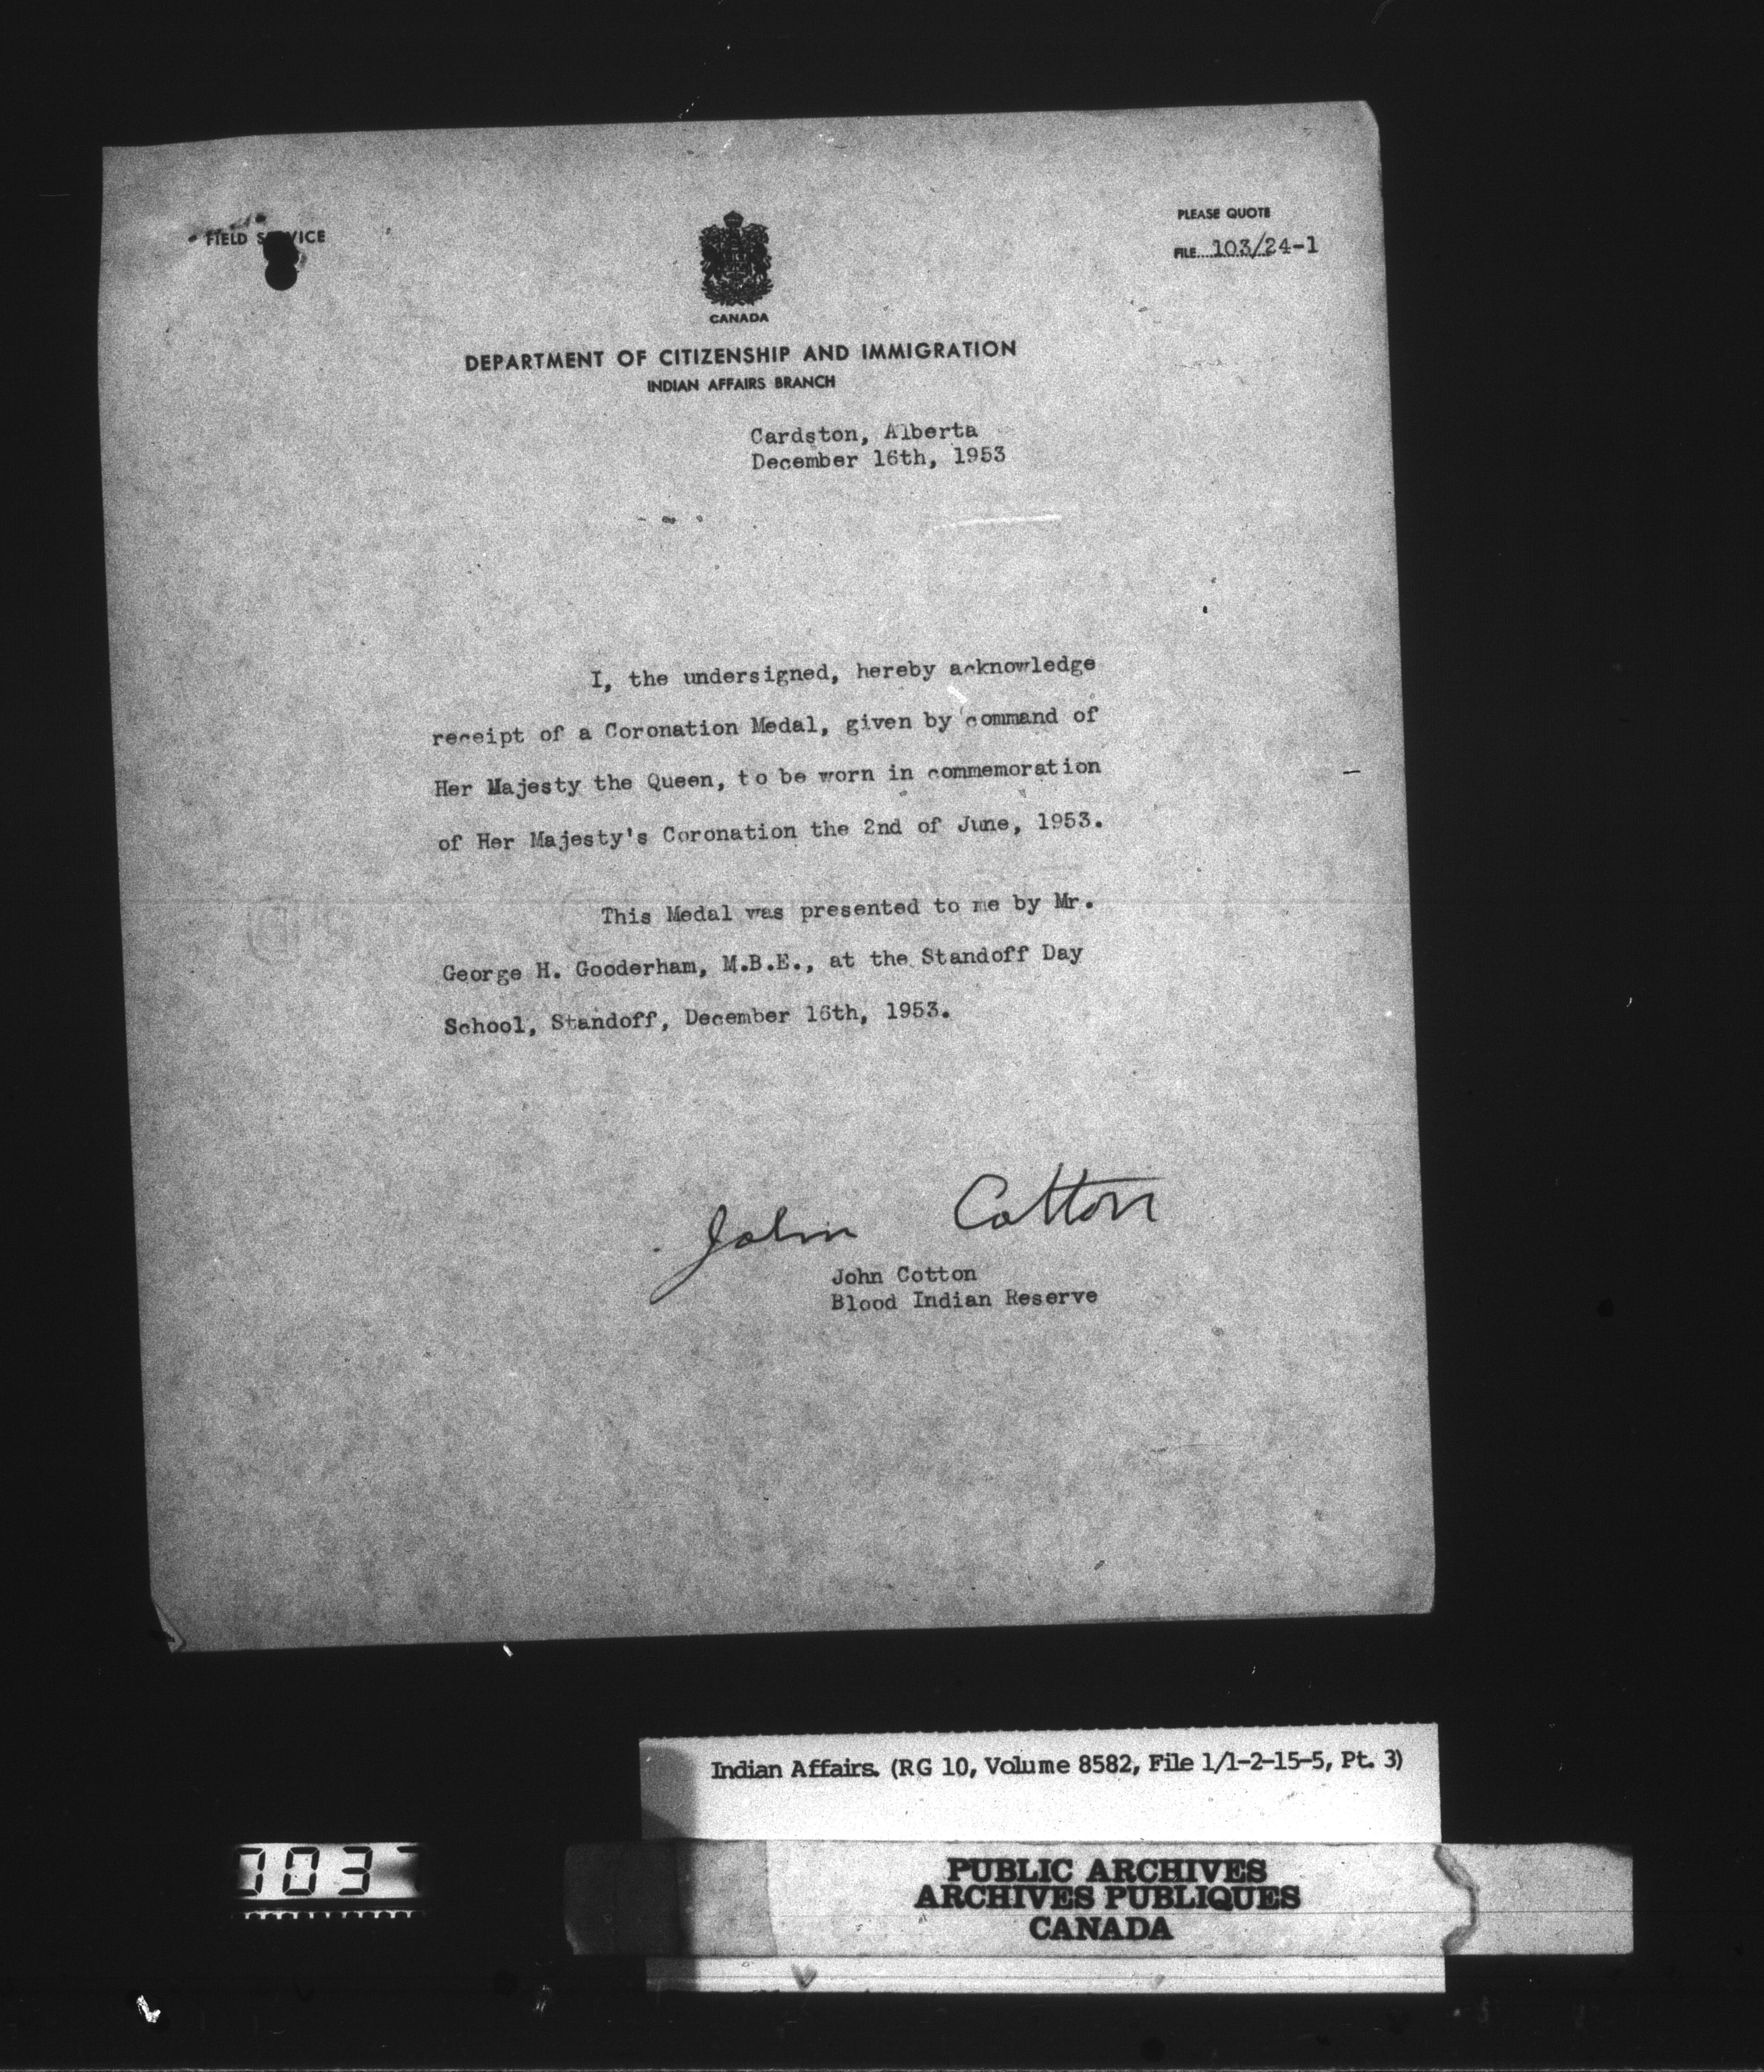 FIELD SERVICE
PLEASE QUOTE
FILE....103/24-1
CANADA
DEPARTMENT OF CITIZENSHIP AND IMMIGRATION
INDIAN AFFAIRS BRANCH
Cardston, Alberta
December 16th, 1953
I, the undersigned, hereby acknowledge
receipt of a Coronation Medal, given by command of
Her Majesty the Queen, to be worn in commemoration
of Her Majesty's Coronation the 2nd of June, 1953.
This Medal was presented to me by Mr.
George H. Gooderham, M.B.E., at the Standoff Day
School, Standoff, December 16th, 1953.
John Cotton
John Cotton
Blood Indian Reserve
Indian Affairs. (RG 10, Volume 8582, File 1/1-2-15-5, Pt. 3)
PUBLIC ARCHIVES
ARCHIVES PUBLIQUES
CANADA